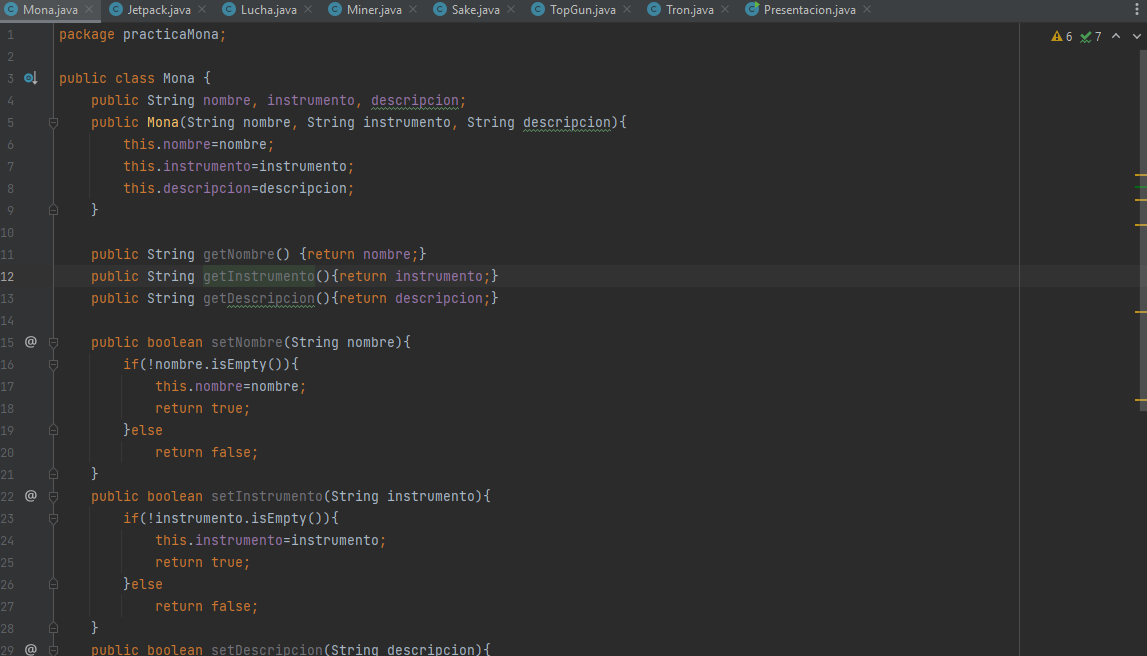 Mona.java Jetpack.java Lucha.java Miner.java Sake.java TopGun.java Tron.java Presentacion.java
6 7
1 package practicaMona;
2
3 public class Mona {
4 public String nombre, instrumento, descripcion;
5 public Mona(String nombre, String instrumento, String descripcion){
6 this.nombre=nombre;
7 this.instrumento=instrumento;
8 this.descripcion=descripcion;
9 }
10
11 public String getNombre() {return nombre;}
12 public String getInstrumento(){return instrumento;}
13 public String getDescripcion(){return descripcion;}
14
15 @ public boolean setNombre(String nombre){
16 if(!nombre.isEmpty()){
17 this.nombre=nombre;
18 return true;
19 }else
20 return false;
21 }
22 @ public boolean setInstrumento(String instrumento){
23 if(!instrumento.isEmpty()){
24 this.instrumento=instrumento;
25 return true;
26 }else
27 return false;
28 }
29 @ public boolean setDescripcion(String descripcion){